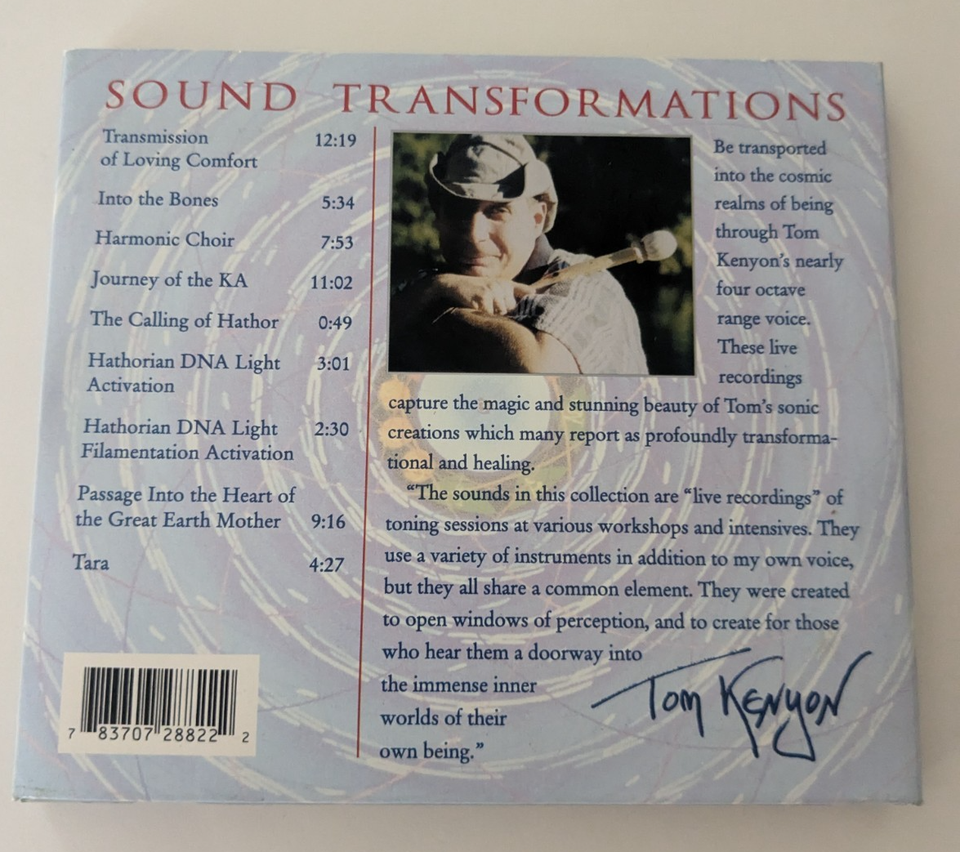 SOUND TRANSFORMATIONS
Transmission
of Loving Comfort 12:19
Into the Bones 5:34
Harmonic Choir 7:53
Journey of the KA 11:02
The Calling of Hathor 0:49
Hathorian DNA Light 3:01
Activation
Hathorian DNA Light 2:30
Filamentation Activation
Passage Into the Heart of
the Great Earth Mother 9:16
Tara 4:27
Be transported
into the cosmic
realms of being
through Tom
Kenyon's nearly
four octave
range voice.
These live
recordings
capture the magic and stunning beauty of Tom's sonic
creations which many report as profoundly transforma-
tional and healing.
"The sounds in this collection are "live recordings" of
toning sessions at various workshops and intensives. They
use a variety of instruments in addition to my own voice,
but they all share a common element. They were created
to open windows of perception, and to create for those
who hear them a doorway into
the immense inner
worlds of their
own being."
TOM KENYON
7 83707 28822 2